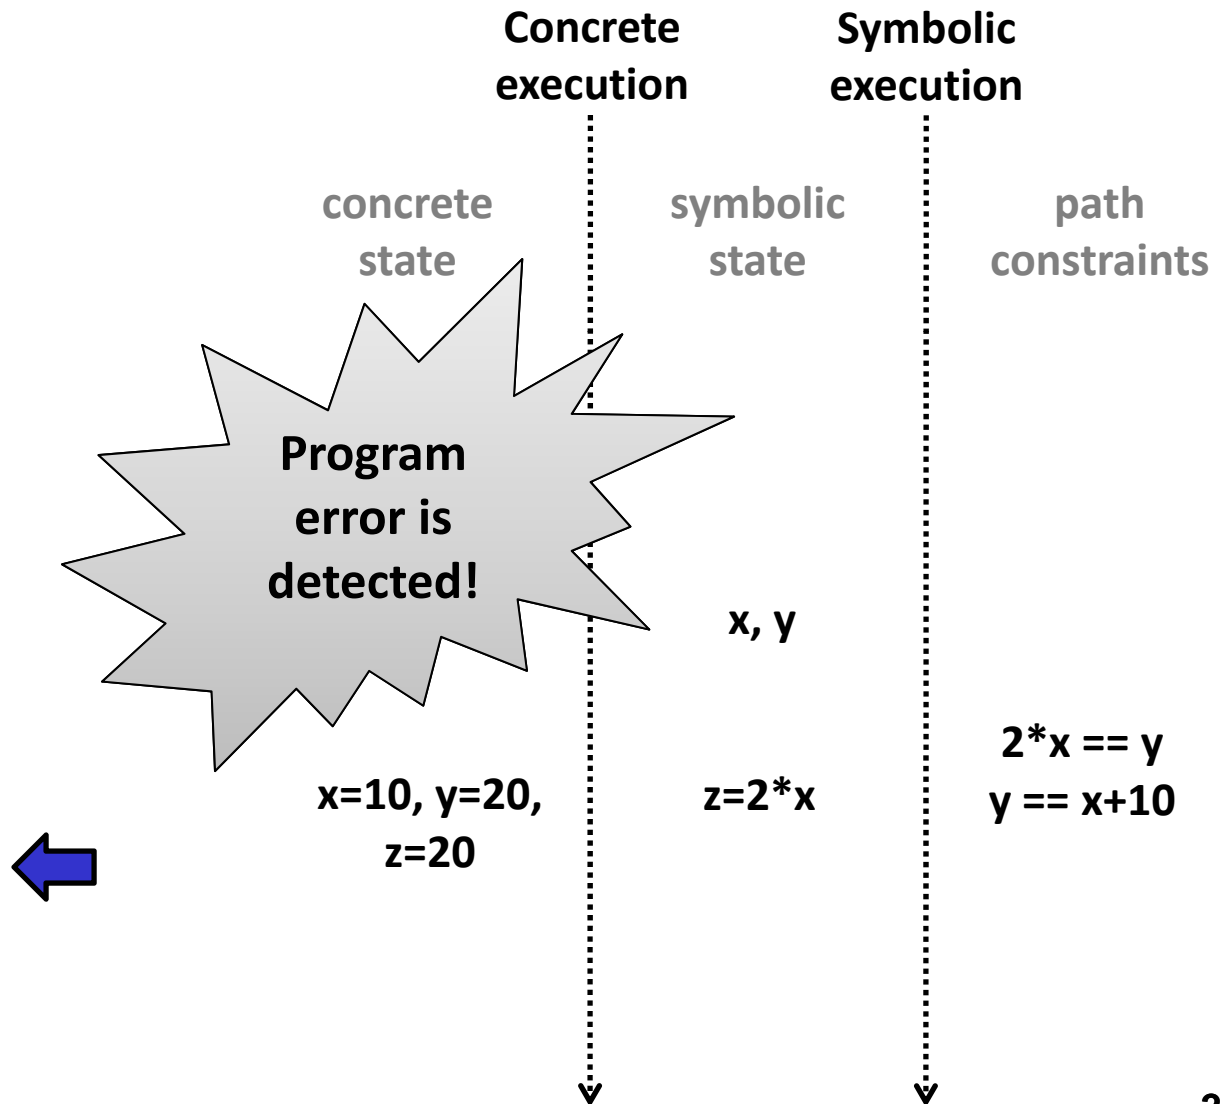 Concrete
execution
Symbolic
execution
concrete
state
symbolic
state
path
constraints
Program
error is
detected!
x, y
2*x == y
y == x+10
x=10, y=20,
z=20
z=2*x